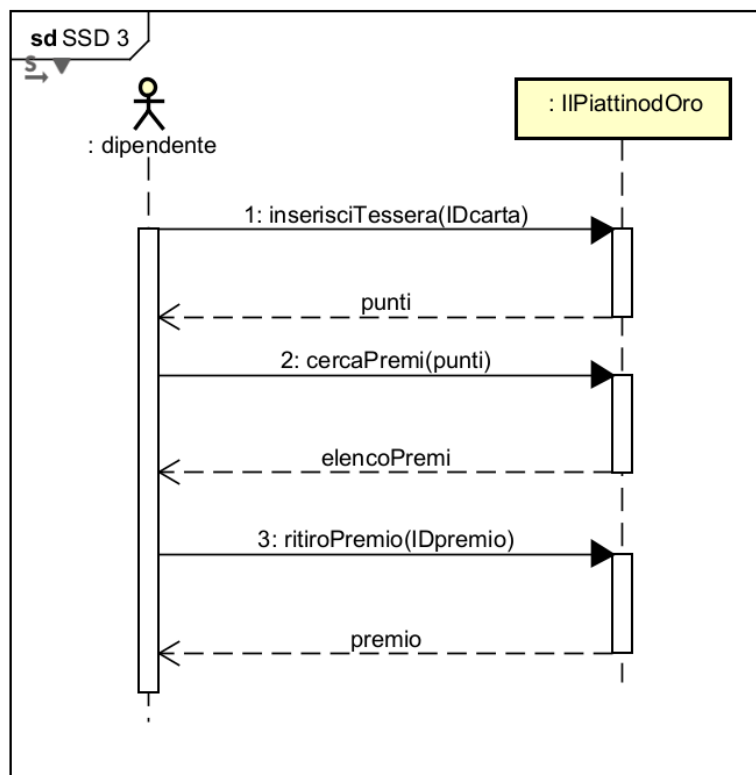 sd SSD 3
S
: dipendente
: IlPiattinodOro
1: inserisciTessera(IDcarta)
punti
2: cercaPremi(punti)
elencoPremi
3: ritiroPremio(IDpremio)
premio